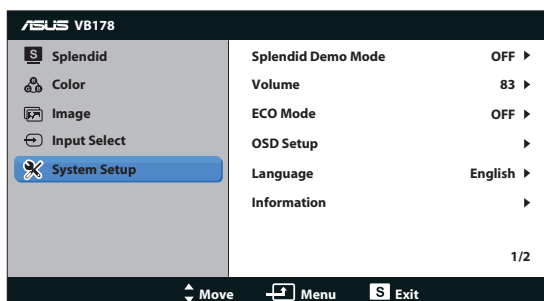 ASUS VB178
S Splendid
Color
Image
Input Select
System Setup
Splendid Demo Mode OFF
Volume 83
ECO Mode OFF
OSD Setup
Language English
Information
1/2
Move Menu S Exit